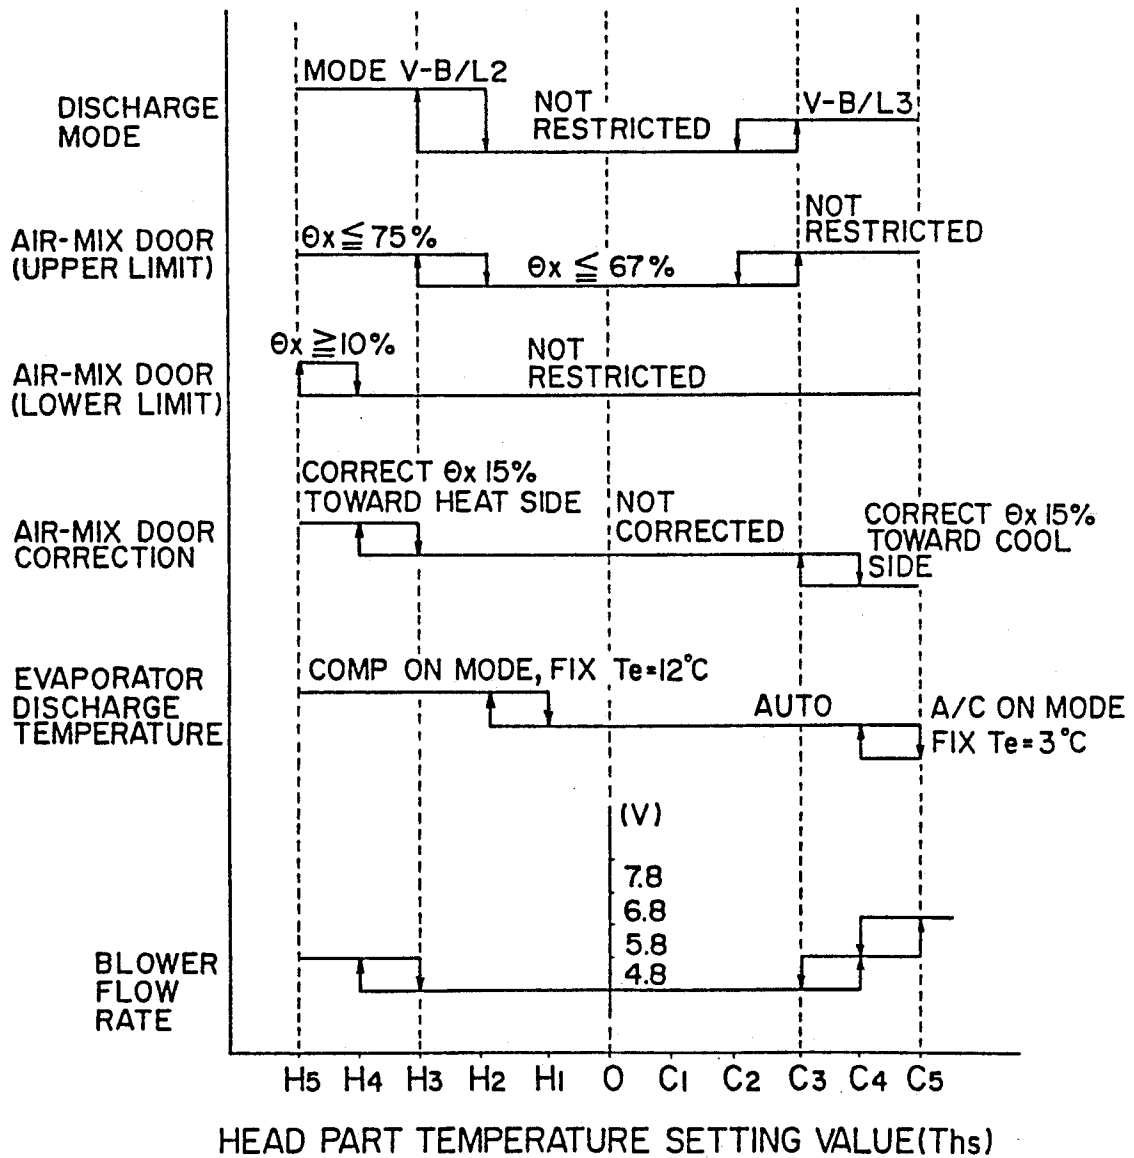 MODE V-B/L2
DISCHARGE
MODE
NOT
RESTRICTED
V-B/L3
AIR-MIX DOOR
(UPPER LIMIT)
Θx ≦ 75%
Θx ≦ 67%
NOT
RESTRICTED
AIR-MIX DOOR
(LOWER LIMIT)
Θx ≧ 10%
NOT
RESTRICTED
AIR-MIX DOOR
CORRECTION
CORRECT Θx 15%
TOWARD HEAT SIDE
NOT
CORRECTED
CORRECT Θx 15%
TOWARD COOL
SIDE
EVAPORATOR
DISCHARGE
TEMPERATURE
COMP ON MODE, FIX Te=12°C
AUTO
A/C ON MODE
FIX Te=3°C
(V)
7.8
6.8
5.8
4.8
BLOWER
FLOW
RATE
H5 H4 H3 H2 H1 O C1 C2 C3 C4 C5
HEAD PART TEMPERATURE SETTING VALUE(Ths)